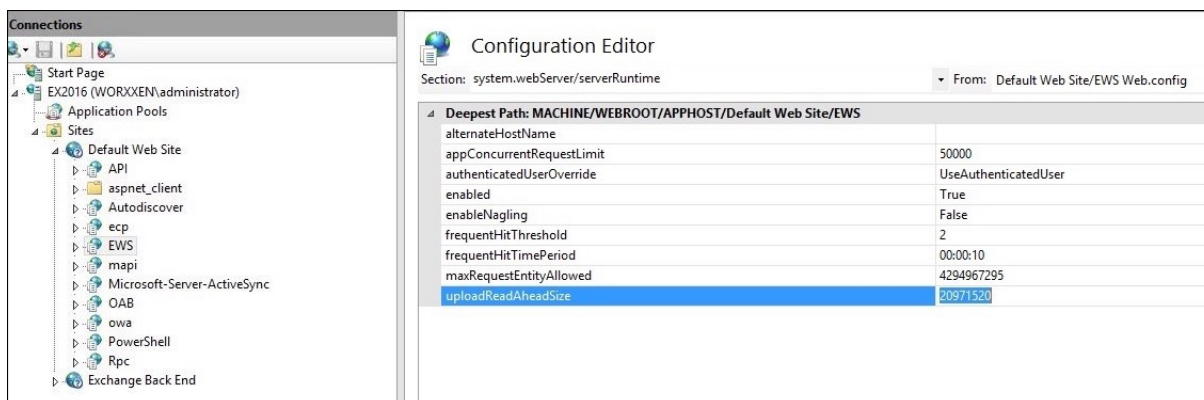 Connections
Start Page
EX2016 (WORXXEN\administrator)
Application Pools
Sites
Default Web Site
API
aspnet_client
Autodiscover
ecp
EWS
mapi
Microsoft-Server-ActiveSync
OAB
owa
PowerShell
Rpc
Exchange Back End
Configuration Editor
Section: system.webServer/serverRuntime From: Default Web Site/EWS Web.config
Deepest Path: MACHINE/WEBROOT/APPHOST/Default Web Site/EWS
alternateHostName
appConcurrentRequestLimit 50000
authenticatedUserOverride UseAuthenticatedUser
enabled True
enableNagling False
frequentHitThreshold 2
frequentHitTimePeriod 00:00:10
maxRequestEntityAllowed 4294967295
uploadReadAheadSize 20971520